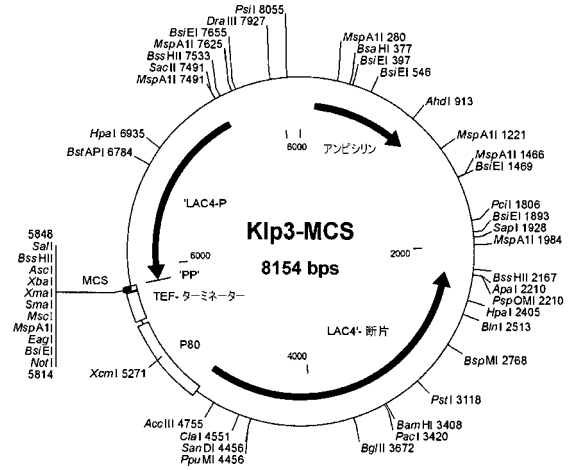 PsiI 8055
DraIII 7927
BsiEI 7655
MspA1I 7625
BssHII 7533
SacII 7491
MspA1I 7491
HpaI 6935
BstAPI 6784
MspA1I 280
BsaHI 377
BsiEI 397
BsiEI 546
AhdI 913
MspA1I 1221
MspA1I 1466
BsiEI 1469
PciI 1806
BsiEI 1893
SapI 1928
MspA1I 1984
BssHII 2167
ApaI 2210
PspOMI 2210
HpaI 2405
BlnI 2513
BspMI 2768
PstI 3118
BamHI 3408
PacI 3420
BglII 3672
PpuMI 4456
SanDI 4456
ClaI 4551
AccIII 4755
XcmI 5271
5848
SalI
BssHII
AscI
XbaI
XmaI
SmaI
MscI
MspA1I
EagI
BsiEI
NotI
5814
MCS
8000
アンピシリン
2000
4000
6000
'LAC4-P
'PP'
TEF-ターミネーター
P80
LAC4'-断片
Klp3-MCS
8154 bps